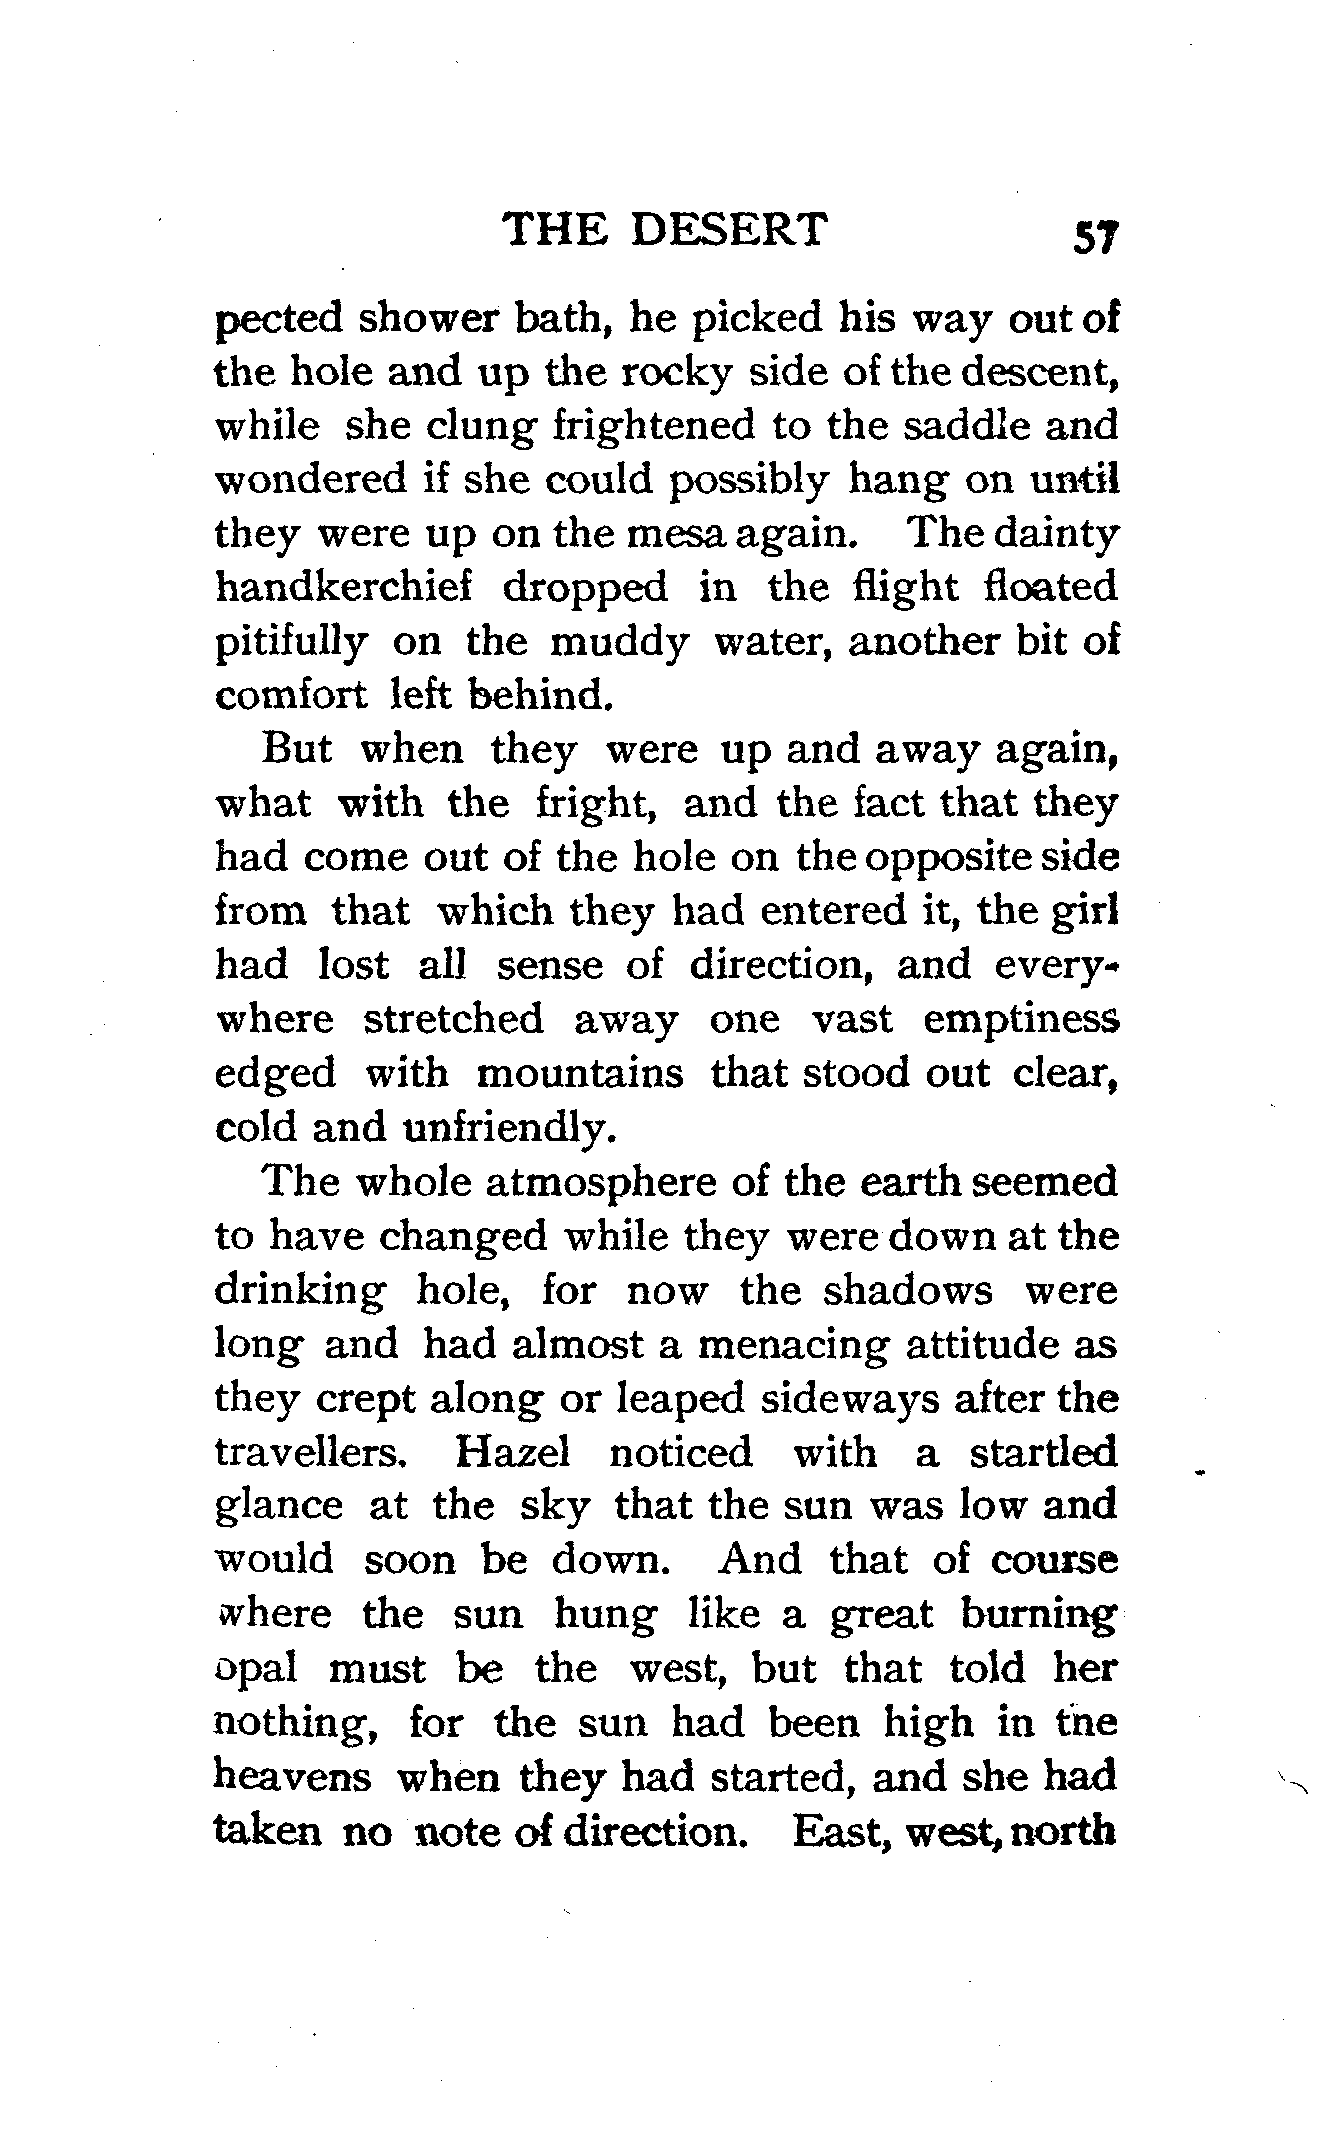 THE DESERT 57
pected shower bath, he picked his way out of
the hole and up the rocky side of the descent,
while she clung frightened to the saddle and
wondered if she could possibly hang on until
they were up on the mesa again. The dainty
handkerchief dropped in the flight floated
pitifully on the muddy water, another bit of
comfort left behind.
But when they were up and away again,
what with the fright, and the fact that they
had come out of the hole on the opposite side
from that which they had entered it, the girl
had lost all sense of direction, and every-
where stretched away one vast emptiness
edged with mountains that stood out clear,
cold and unfriendly.
The whole atmosphere of the earth seemed
to have changed while they were down at the
drinking hole, for now the shadows were
long and had almost a menacing attitude as
they crept along or leaped sideways after the
travellers. Hazel noticed with a startled
glance at the sky that the sun was low and
would soon be down. And that of course
where the sun hung like a great burning
opal must be the west, but that told her
nothing, for the sun had been high in the
heavens when they had started, and she had
taken no note of direction. East, west, north